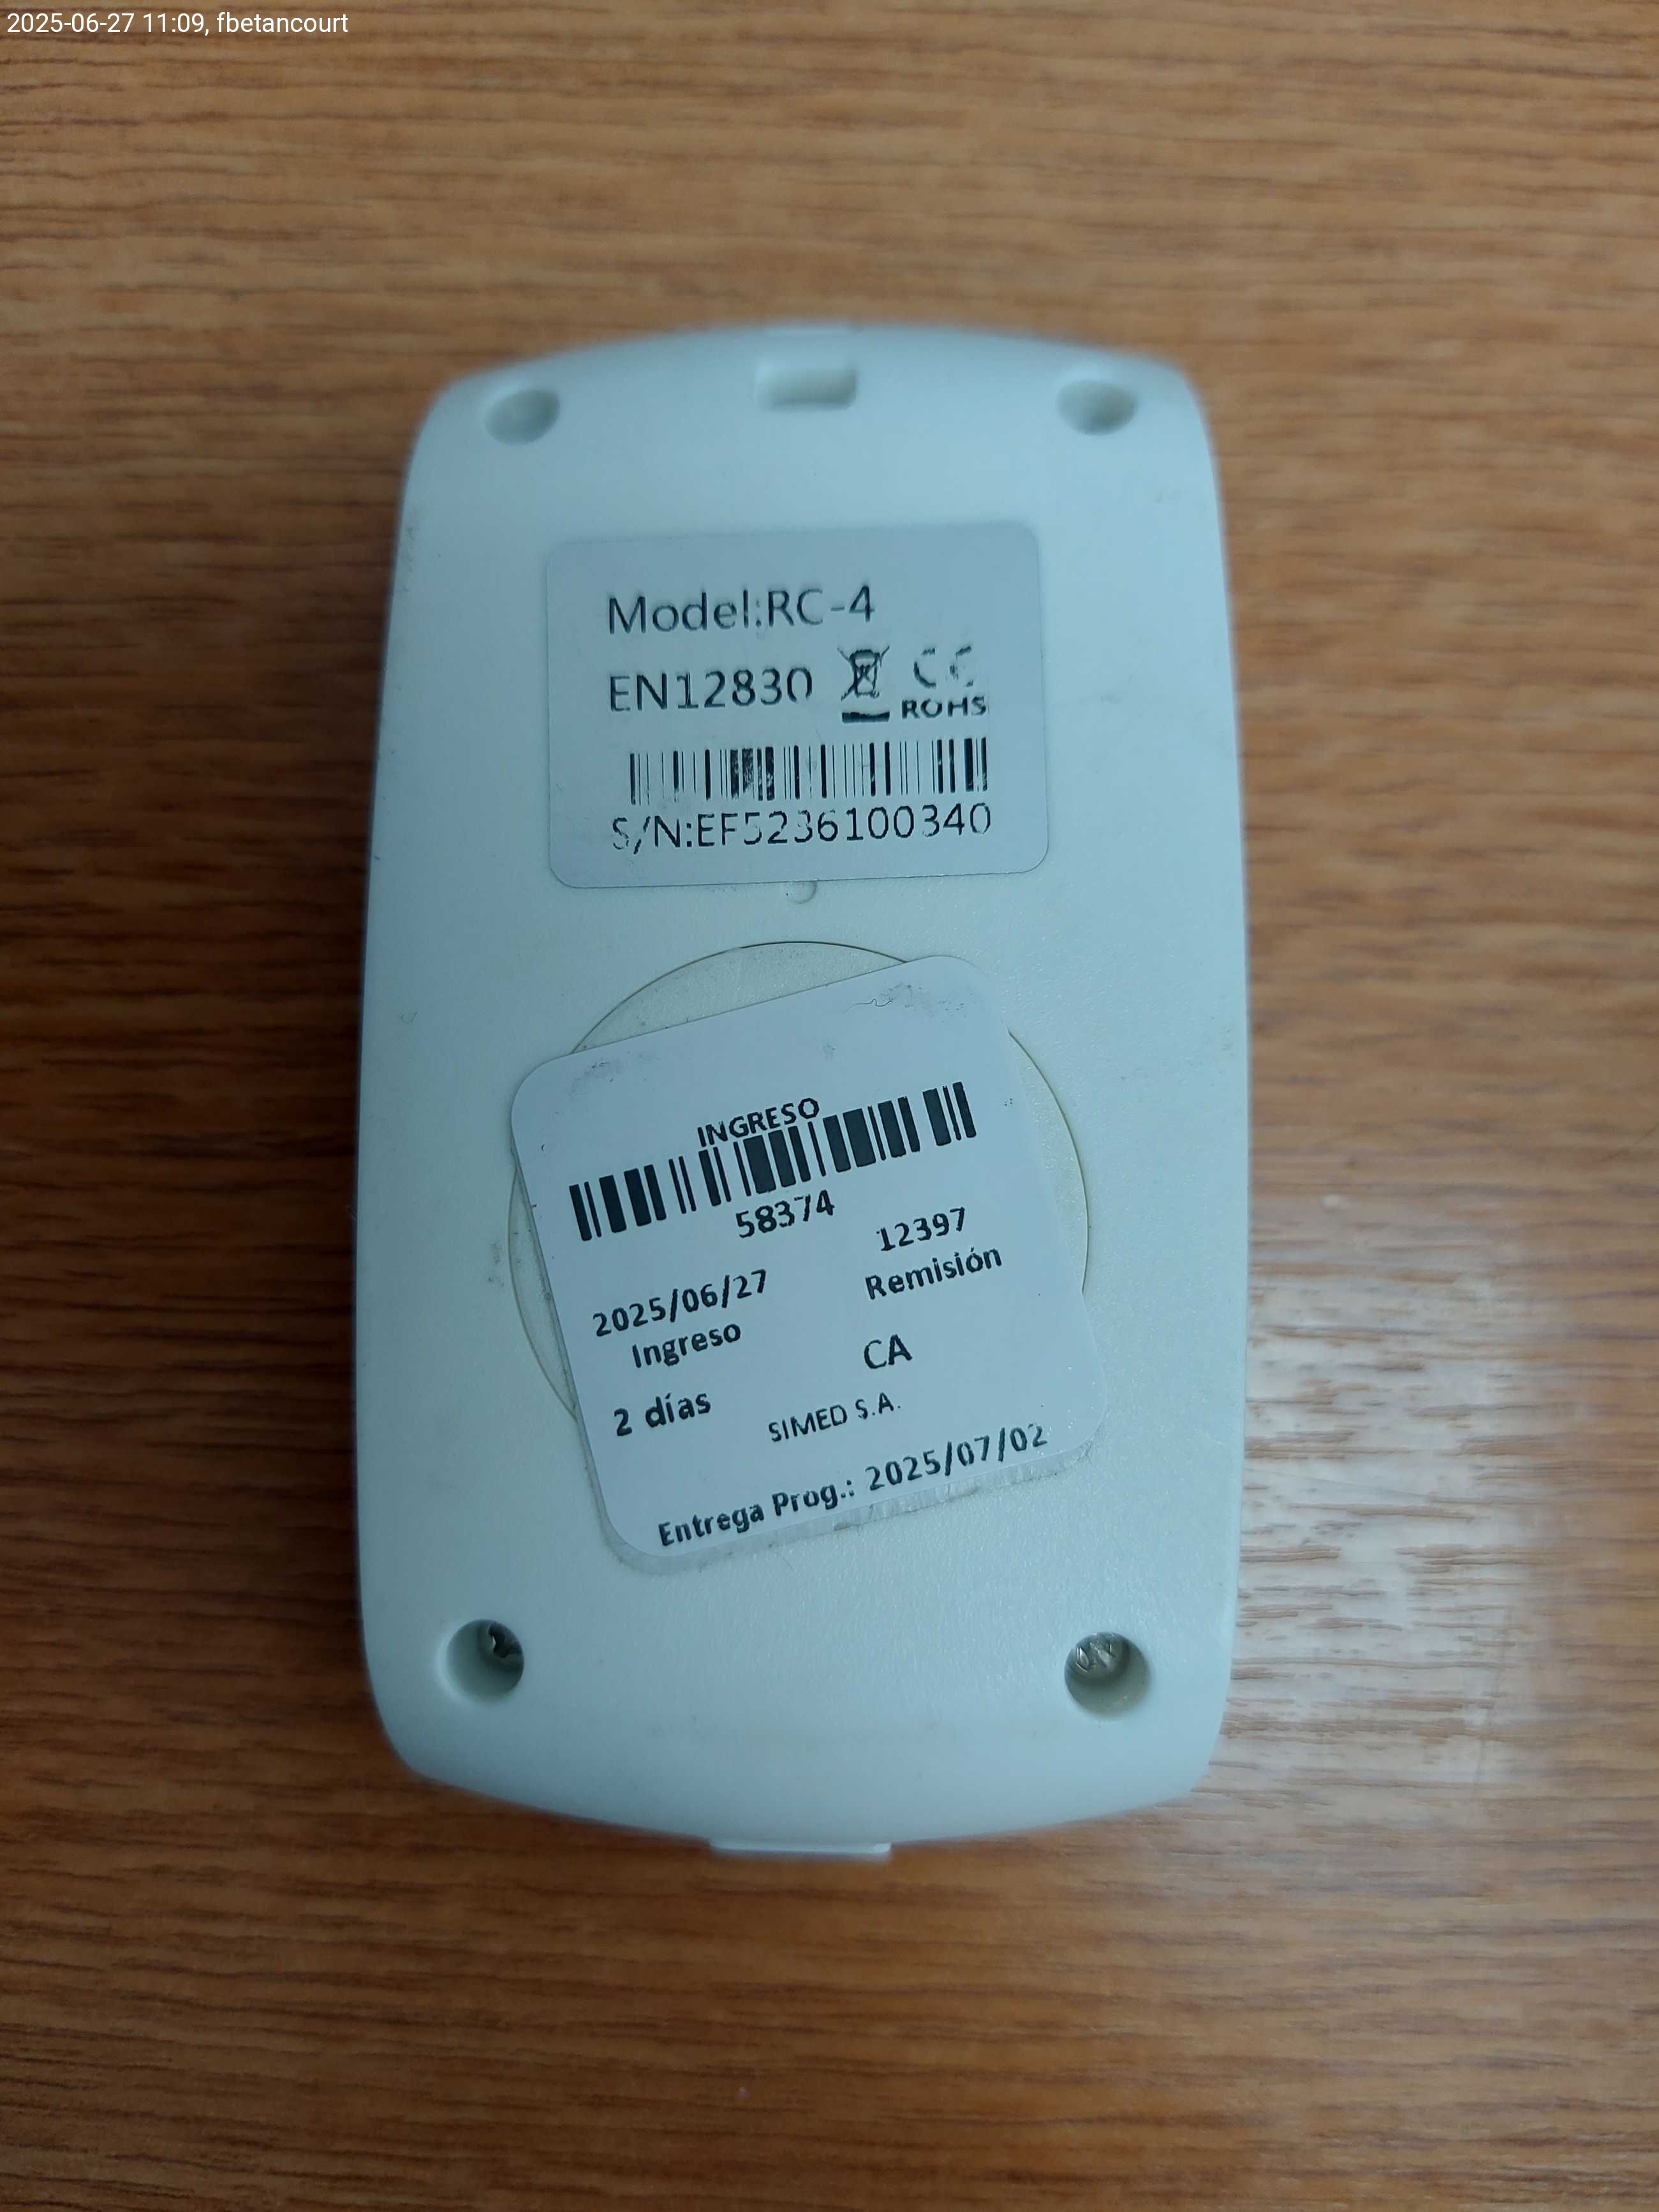 2025-06-27 11:09, fbetancourt
Model:RC-4
EN12830 CE
ROHS
S/N:EF5236100340
INGRESO
58374
2025/06/27 12397
Ingreso Remisión
2 días CA
SIMED S.A.
Entrega Prog.: 2025/07/02